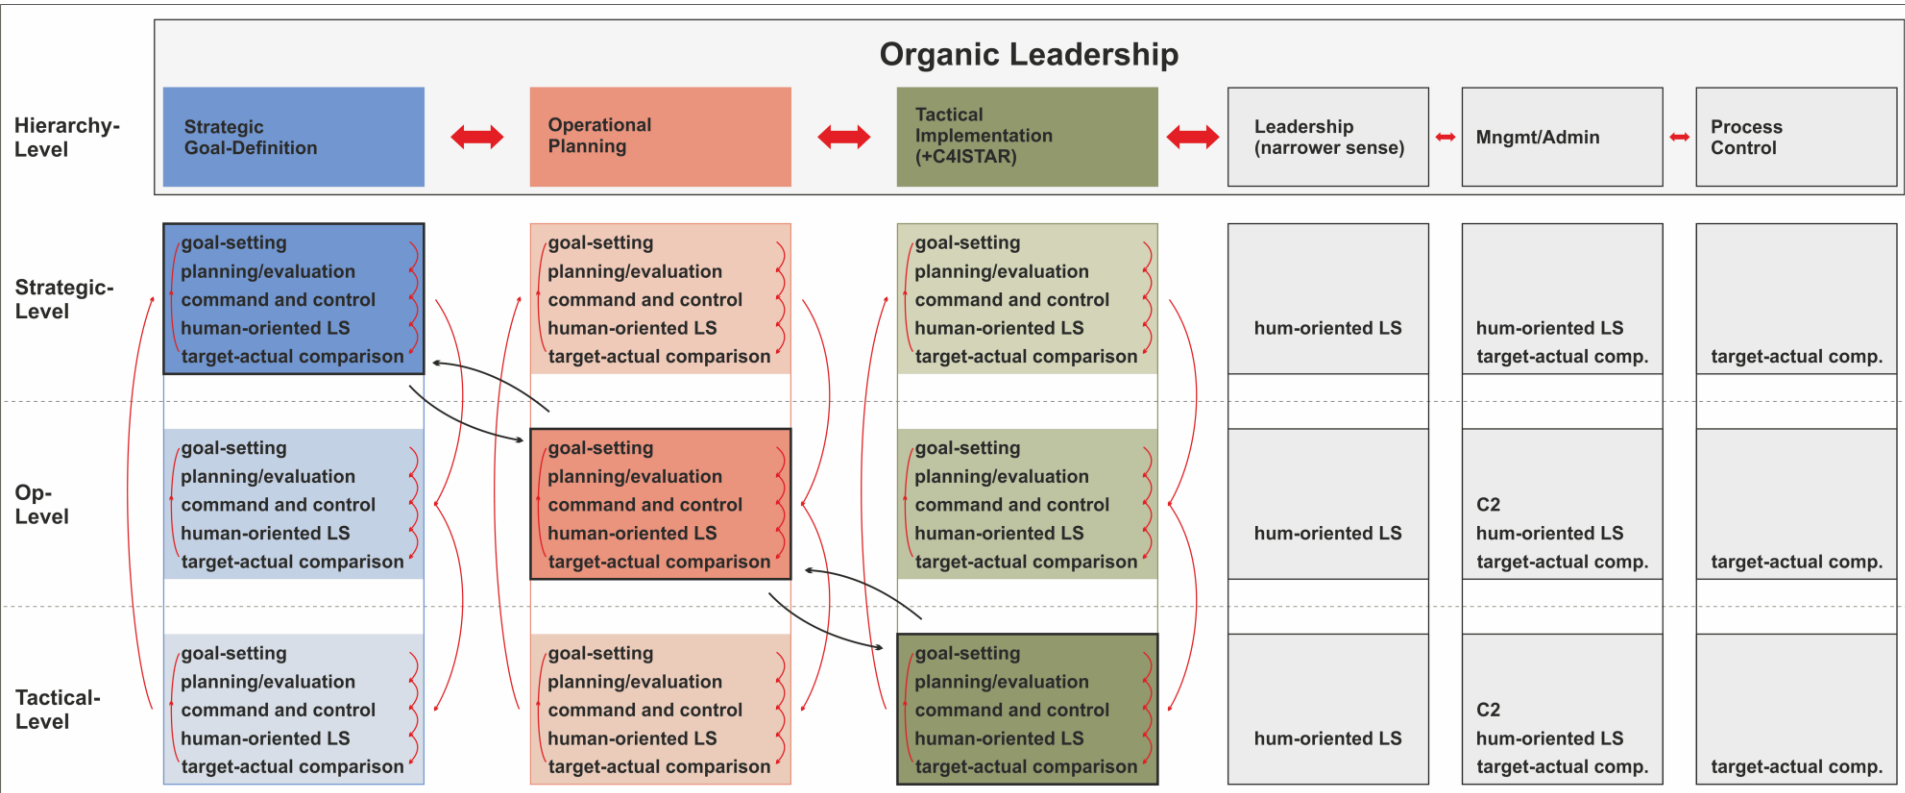 Organic Leadership
Hierarchy-
Level
Strategic
Goal-Definition
Operational
Planning
Tactical
Implementation
(+C4ISTAR)
Leadership
(narrower sense)
Mngmt/Admin
Process
Control
Strategic-
Level
goal-setting
planning/evaluation
command and control
human-oriented LS
target-actual comparison
goal-setting
planning/evaluation
command and control
human-oriented LS
target-actual comparison
goal-setting
planning/evaluation
command and control
human-oriented LS
target-actual comparison
hum-oriented LS
hum-oriented LS
target-actual comp.
target-actual comp.
Op-
Level
goal-setting
planning/evaluation
command and control
human-oriented LS
target-actual comparison
goal-setting
planning/evaluation
command and control
human-oriented LS
target-actual comparison
goal-setting
planning/evaluation
command and control
human-oriented LS
target-actual comparison
hum-oriented LS
C2
hum-oriented LS
target-actual comp.
target-actual comp.
Tactical-
Level
goal-setting
planning/evaluation
command and control
human-oriented LS
target-actual comparison
goal-setting
planning/evaluation
command and control
human-oriented LS
target-actual comparison
goal-setting
planning/evaluation
command and control
human-oriented LS
target-actual comparison
hum-oriented LS
C2
hum-oriented LS
target-actual comp.
target-actual comp.